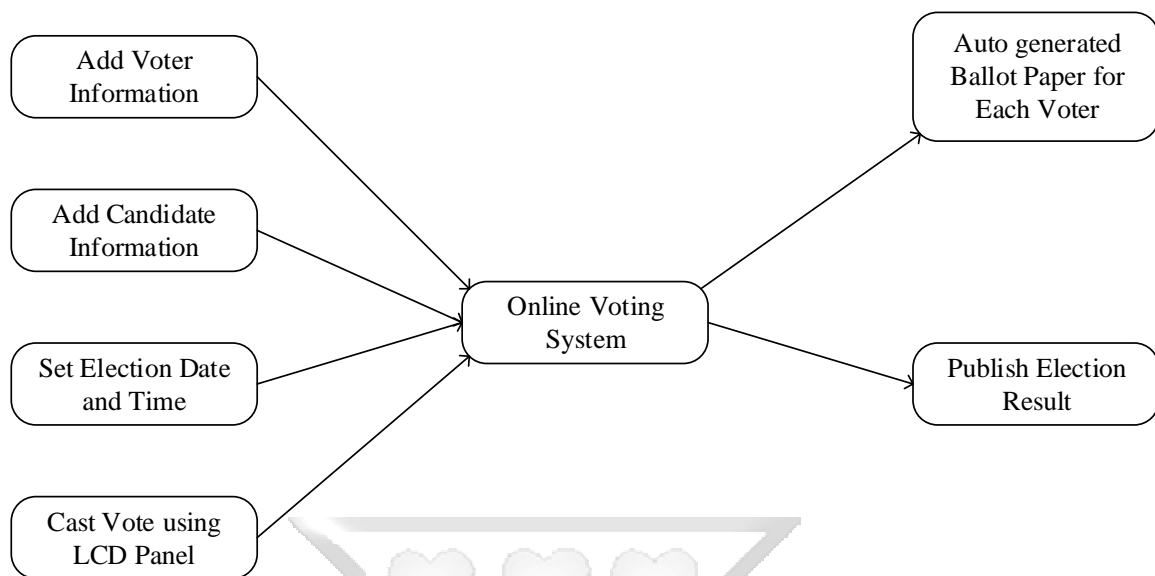 Add Voter
Information
Add Candidate
Information
Set Election Date
and Time
Cast Vote using
LCD Panel
Online Voting
System
Auto generated
Ballot Paper for
Each Voter
Publish Election
Result